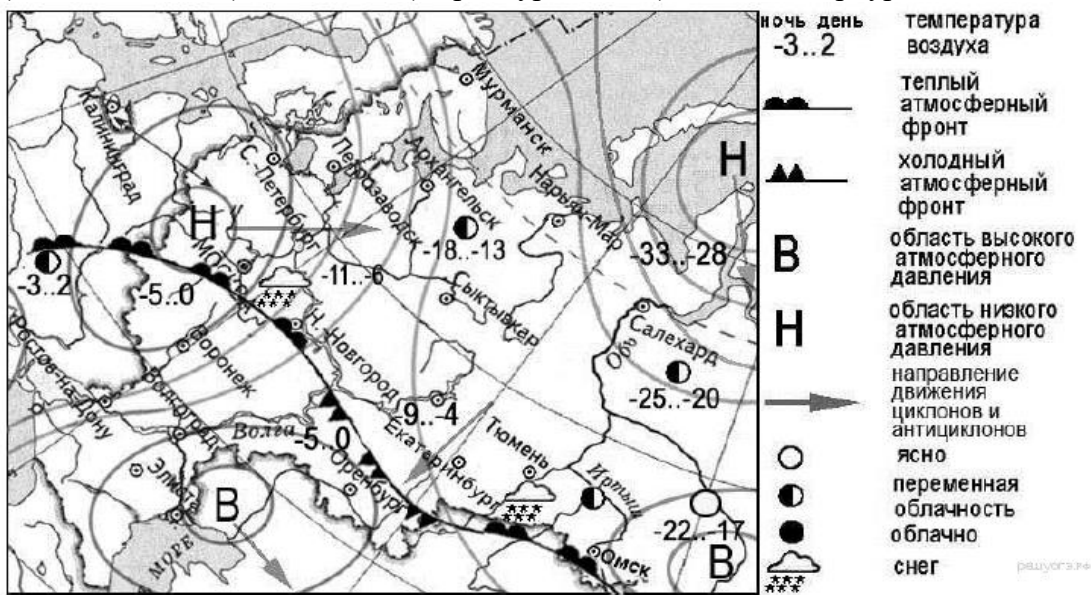 Калининград
С.-Петербург
Петрозаводск
Мурманск
Архангельск
Нарьян-Мар
Н
Н
МОСКВА
-18..-13
-33..-28
-3..2
-5..0
-11..-6
Сыктывкар
Салехард
Обь
Н.Новгород
Воронеж
Ростов-на-Дону
Волгоград
-25..-20
-9..-4
Волга
-5..0
Екатеринбург
Тюмень
Иртыш
Элиста
Оренбург
В
-22..-17
МОРЕ
Омск
В
ночь день
-3..2
температура
воздуха
теплый
атмосферный
фронт
холодный
атмосферный
фронт
В
область высокого
атмосферного
давления
Н
область низкого
атмосферного
давления
направление
движения
циклонов и
антициклонов
ясно
переменная
облачность
облачно
снег
решуогэ.рф